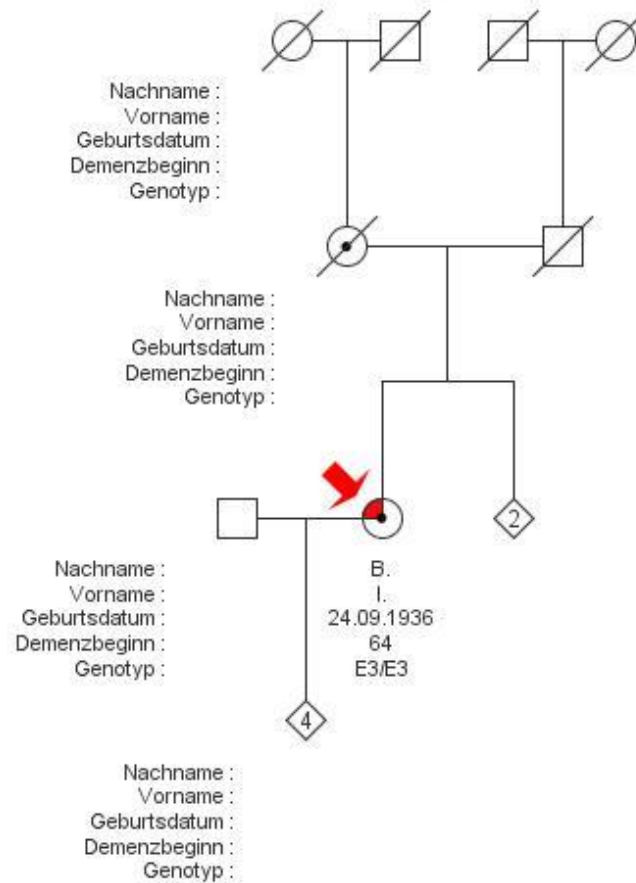 Nachname :
Vorname :
Geburtsdatum :
Demenzbeginn :
Genotyp :
Nachname :
Vorname :
Geburtsdatum :
Demenzbeginn :
Genotyp :
2
Nachname : B.
Vorname : I.
Geburtsdatum : 24.09.1936
Demenzbeginn : 64
Genotyp : E3/E3
4
Nachname :
Vorname :
Geburtsdatum :
Demenzbeginn :
Genotyp :